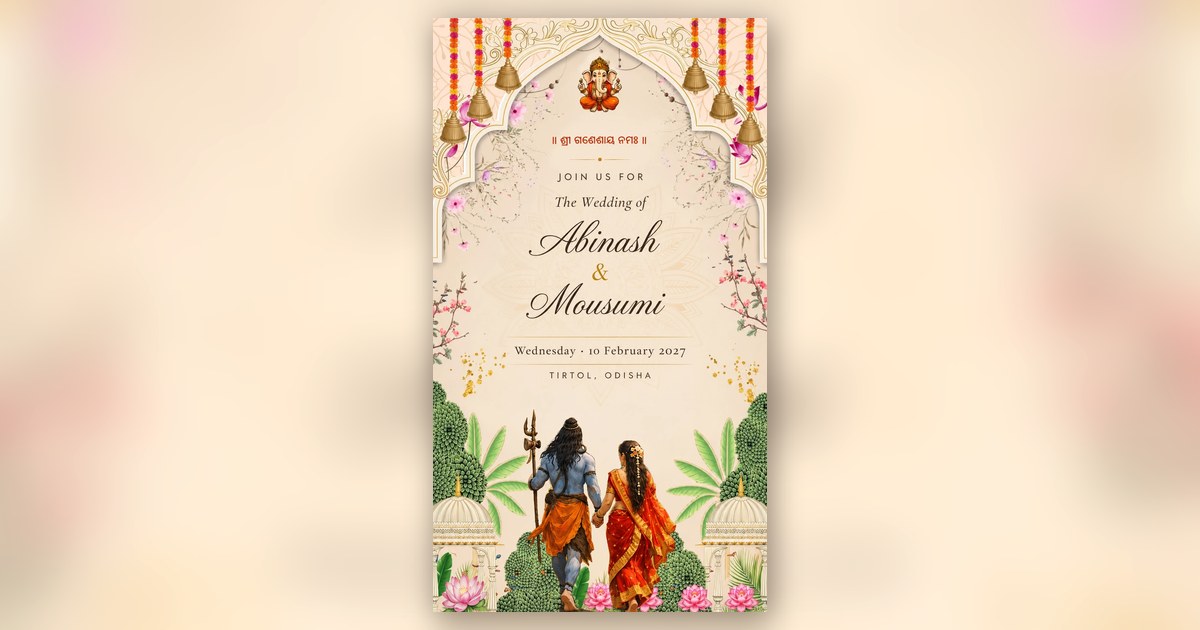 ॥ ଶ୍ରୀ ଗଣେଶାୟ ନମଃ ॥
JOIN US FOR
The Wedding of
Abinash
&
Mousumi
Wednesday · 10 February 2027
TIRTOL, ODISHA